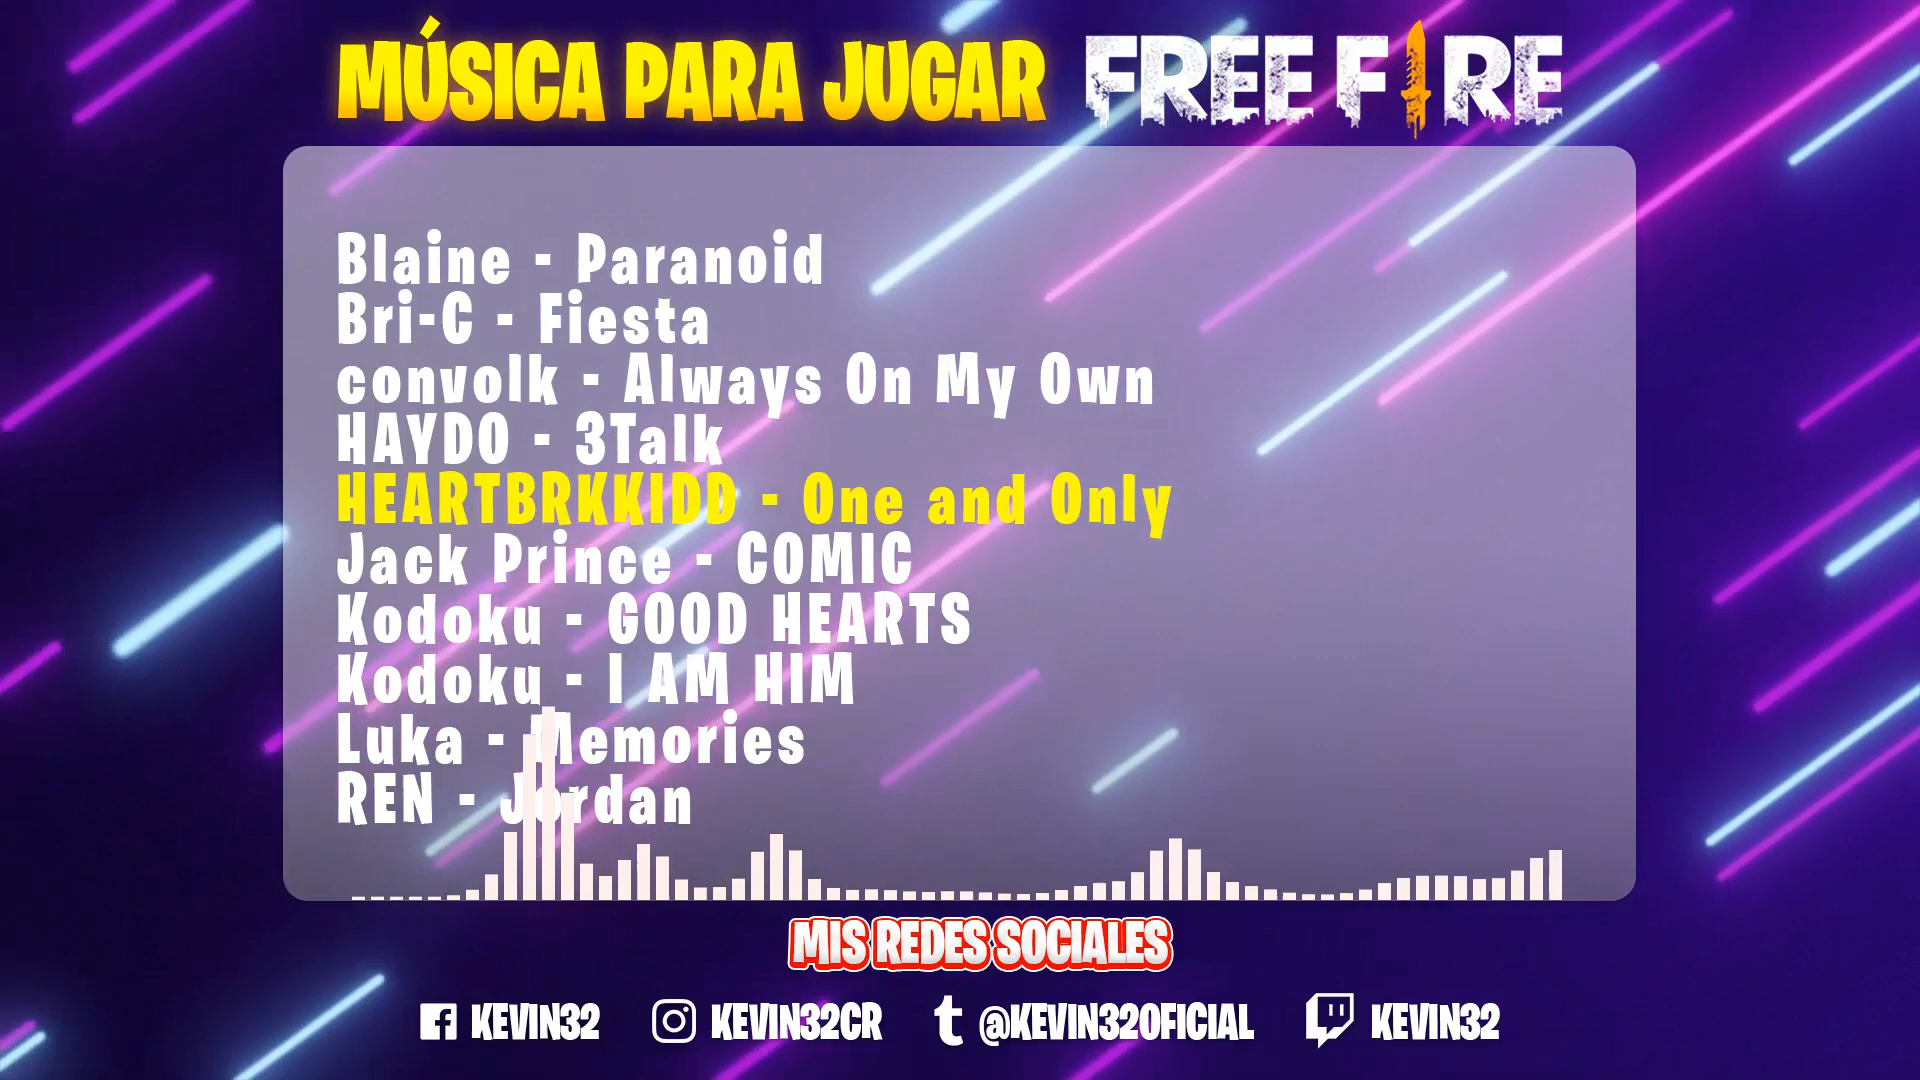 MÚSICA PARA JUGAR FREE FIRE
Blaine - Paranoid
Bri-C - Fiesta
convolk - Always On My Own
HAYDO - 3Talk
HEARTBRKKIDD - One and Only
Jack Prince - COMIC
Kodoku - GOOD HEARTS
Kodoku - I AM HIM
Luka - Memories
REN - Jordan
MIS REDES SOCIALES
KEVIN32 KEVIN32CR @KEVIN32OFICIAL KEVIN32